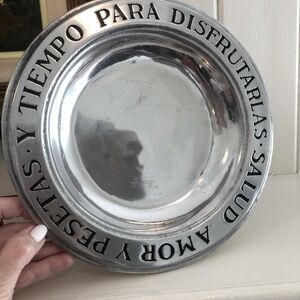 SALUD AMOR Y PESETAS · Y TIEMPO PARA DISFRUTARLAS ·